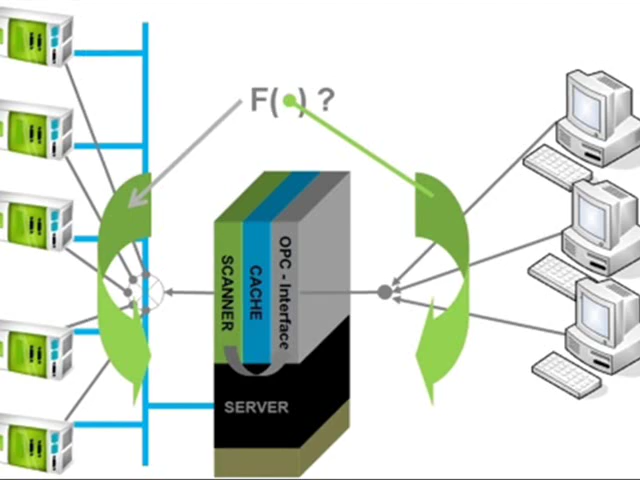 F(●) ?
SCANNER
CACHE
OPC - Interface
SERVER